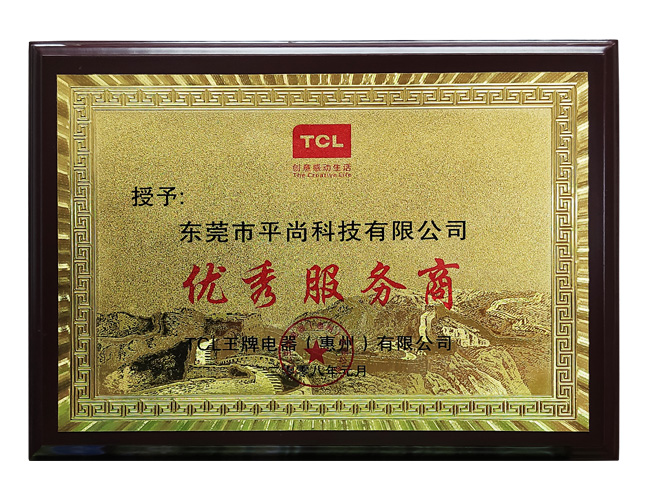 TCL
创意感动生活
The Creative Life
授予:
东莞市平尚科技有限公司
优秀服务商
TCL王牌电器（惠州）有限公司
零八年元月